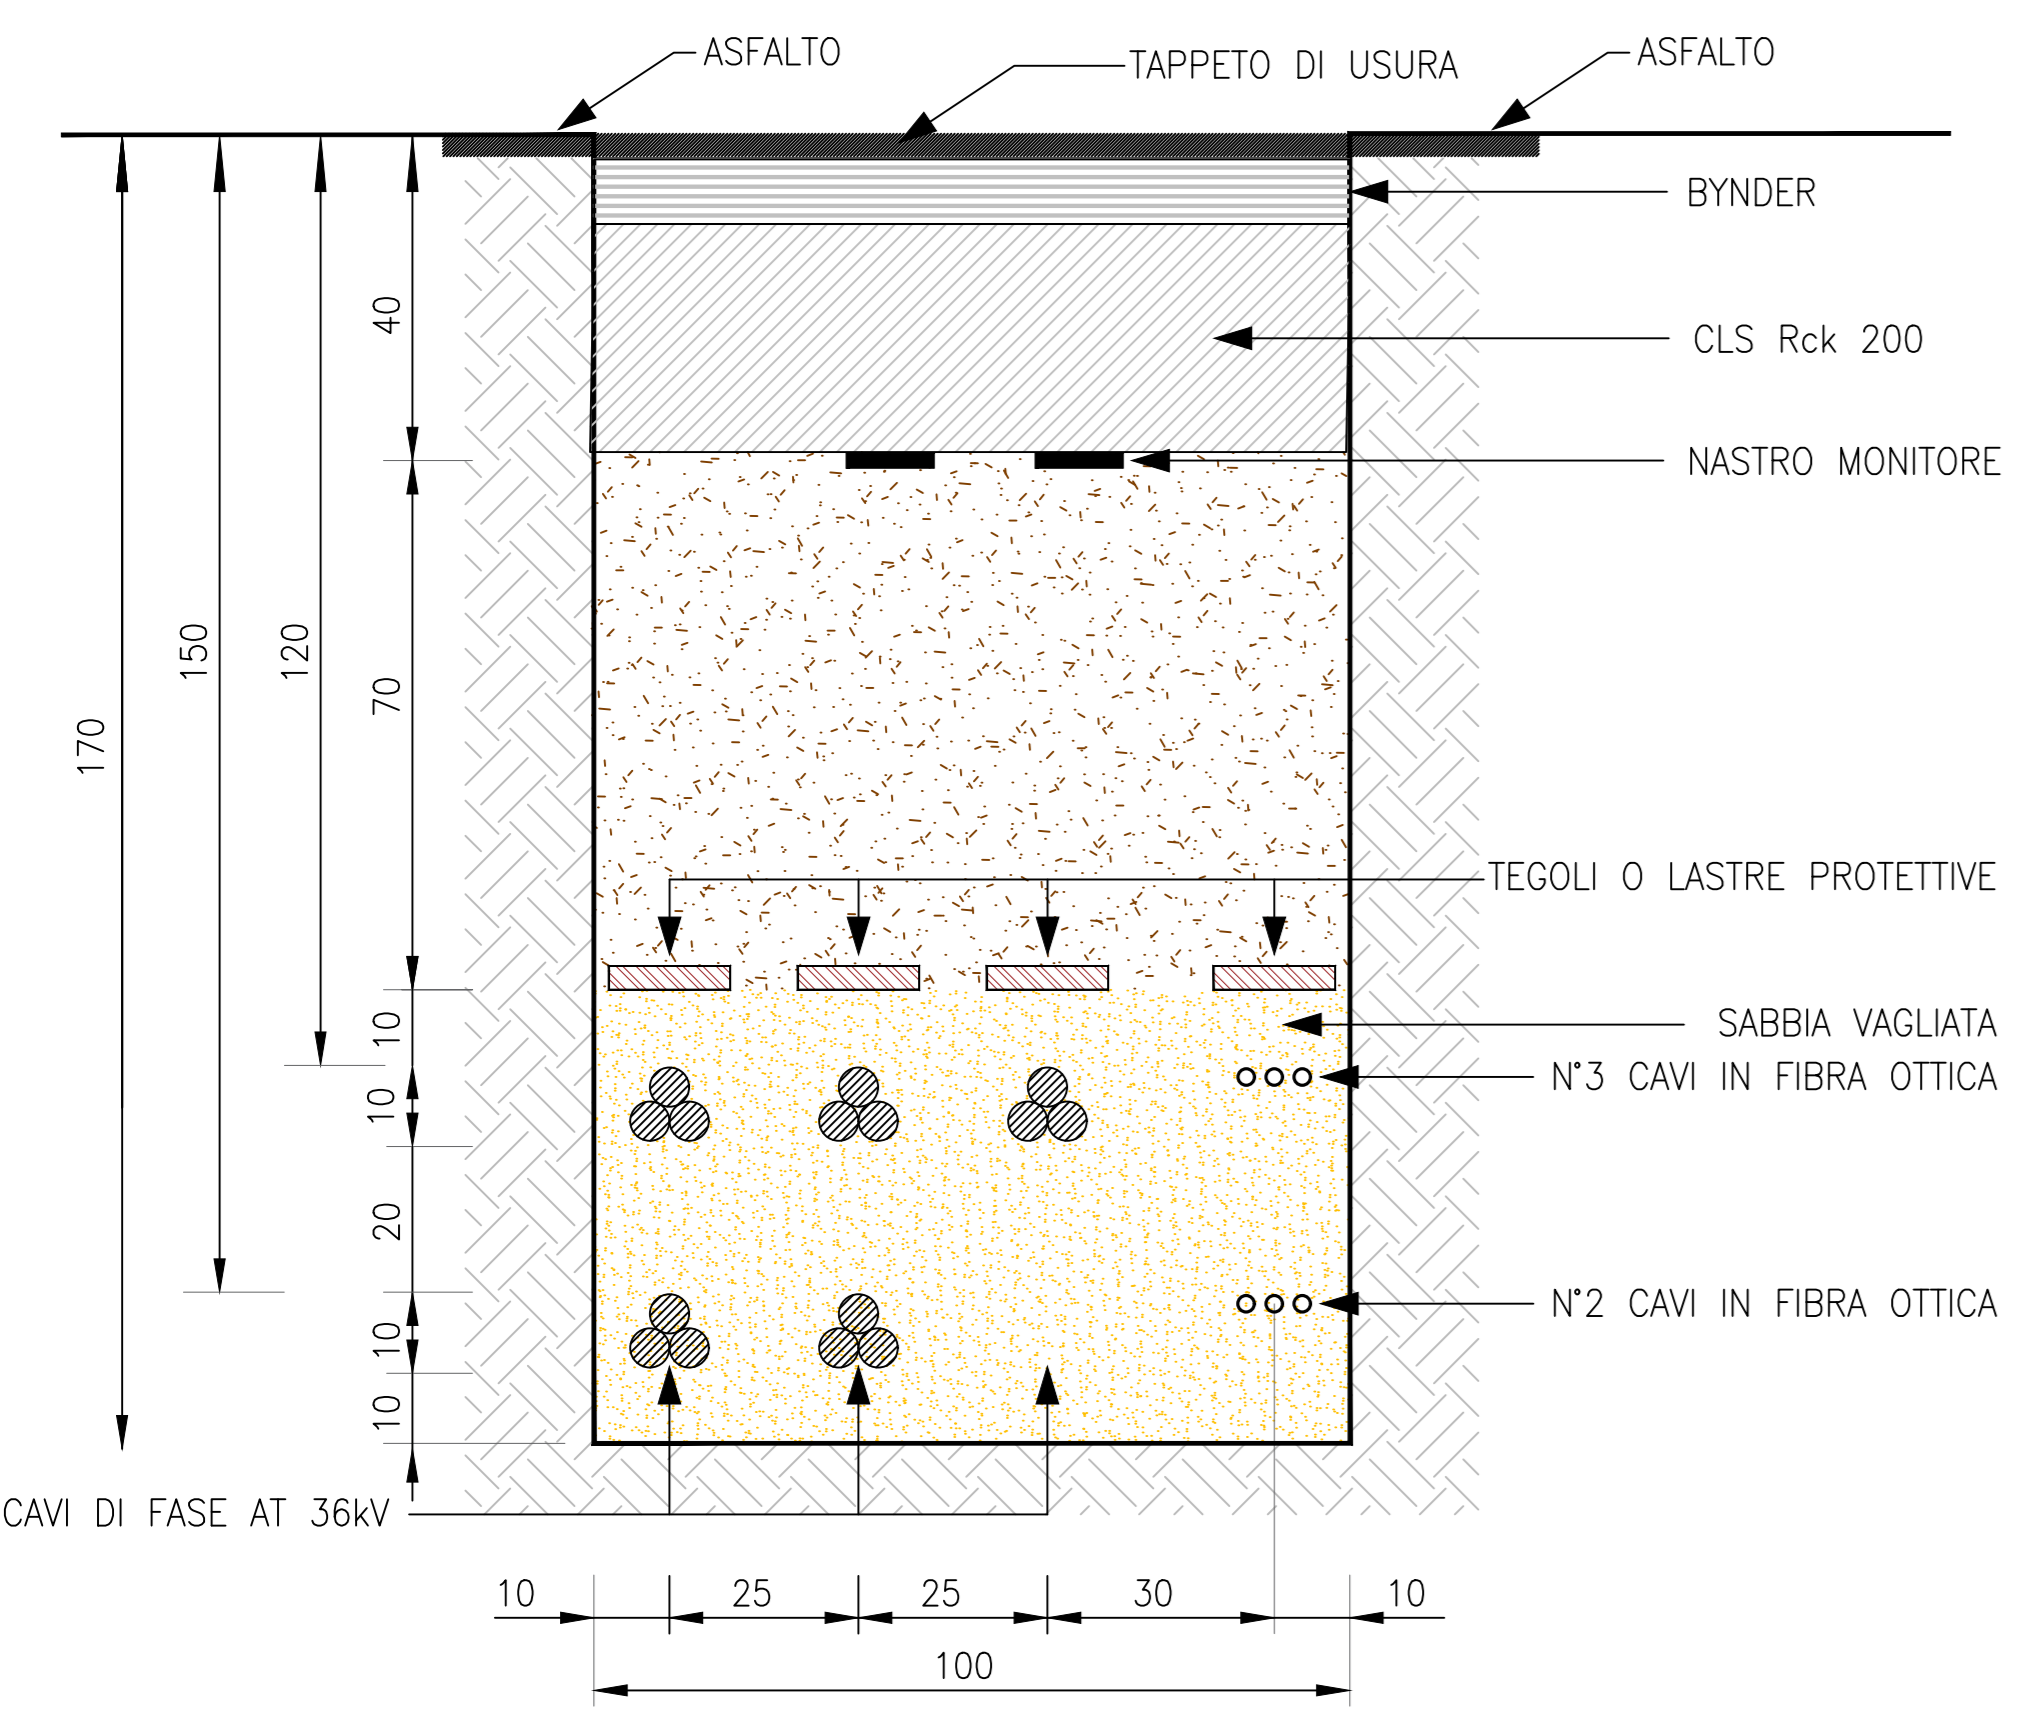 ASFALTO
TAPPETO DI USURA
ASFALTO
BYNDER
40
CLS Rck 200
NASTRO MONITORE
170
150
120
70
TEGOLI O LASTRE PROTETTIVE
10
SABBIA VAGLIATA
10
N°3 CAVI IN FIBRA OTTICA
20
N°2 CAVI IN FIBRA OTTICA
10
10
CAVI DI FASE AT 36kV
10
25
25
30
10
100